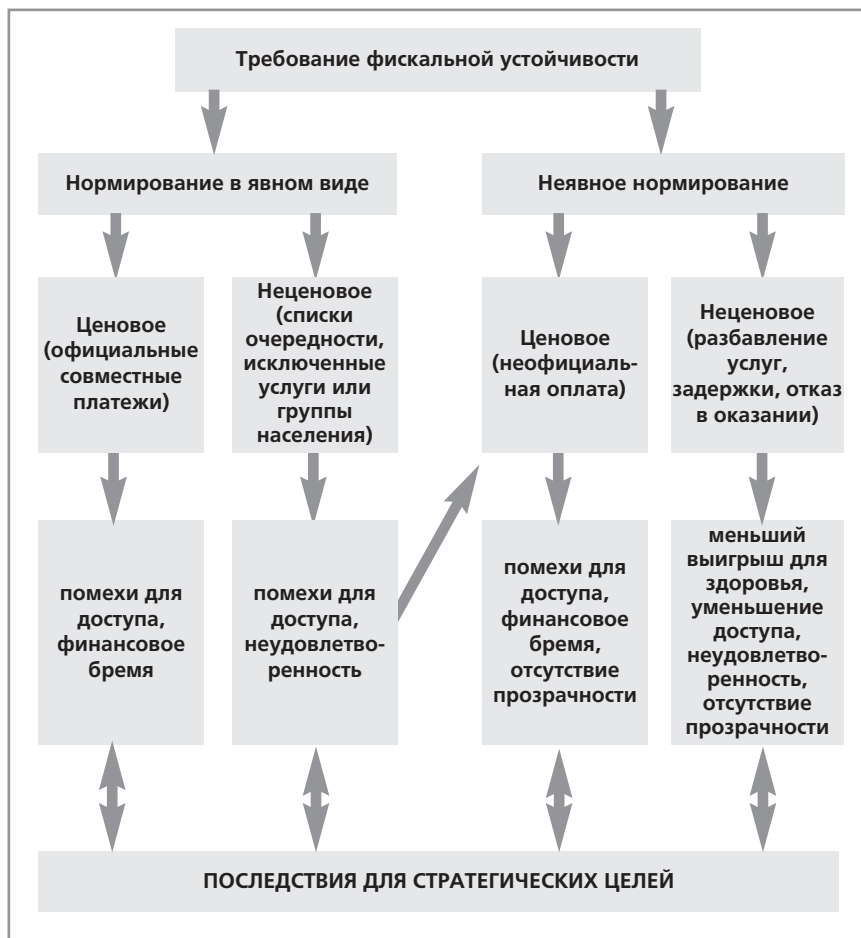 Требование фискальной устойчивости
Нормирование в явном виде
Неявное нормирование
Ценовое
(официальные
совместные
платежи)
Неценовое
(списки
очередности,
исключенные
услуги или
группы
населения)
Ценовое
(неофициаль-
ная оплата)
Неценовое
(разбавление
услуг,
задержки, отказ
в оказании)
помехи для
доступа,
финансовое
бремя
помехи для
доступа,
неудовлетво-
ренность
помехи для
доступа,
финансовое
бремя,
отсутствие
прозрачности
меньший
выигрыш для
здоровья,
уменьшение
доступа,
неудовлетво-
ренность,
отсутствие
прозрачности
ПОСЛЕДСТВИЯ ДЛЯ СТРАТЕГИЧЕСКИХ ЦЕЛЕЙ